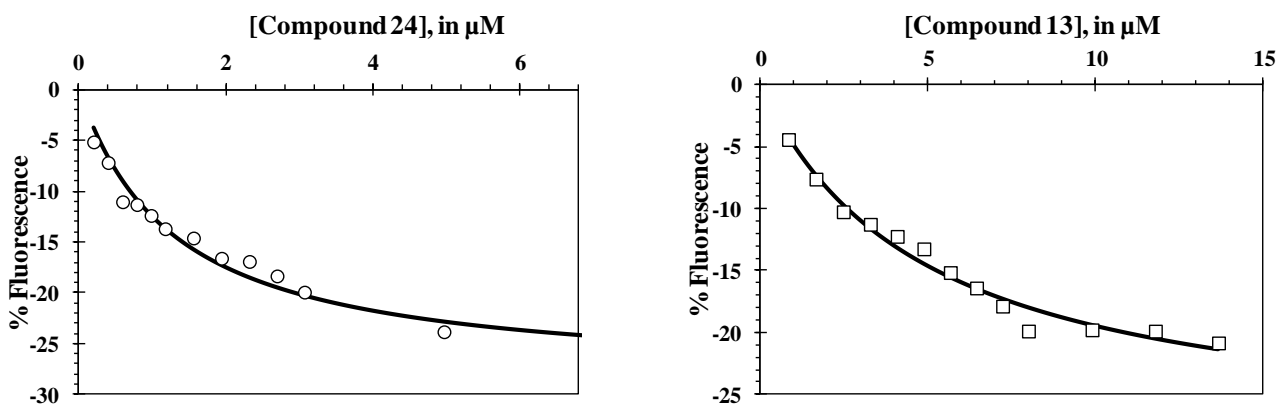 [Compound 24], in µM
0 2 4 6
0
-5
-10
-15
-20
-25
-30
% Fluorescence
[Compound 13], in µM
0 5 10 15
0
-5
-10
-15
-20
-25
% Fluorescence